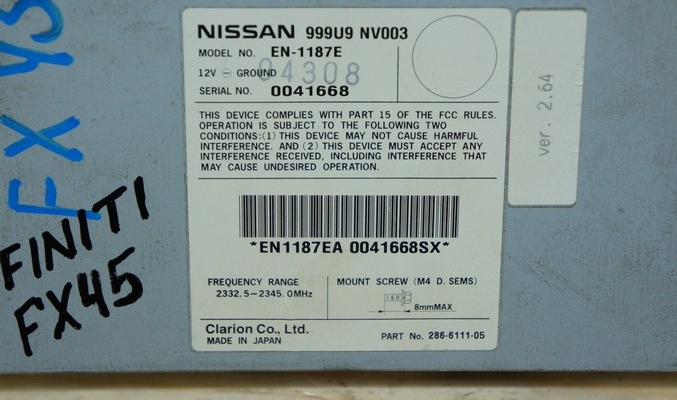 NISSAN 999U9 NV003
MODEL NO. EN-1187E
12V ⊖ GROUND 04308
SERIAL NO. 0041668
THIS DEVICE COMPLIES WITH PART 15 OF THE FCC RULES.
OPERATION IS SUBJECT TO THE FOLLOWING TWO
CONDITIONS:(1) THIS DEVICE MAY NOT CAUSE HARMFUL
INTERFERENCE. AND (2) THIS DEVICE MUST ACCEPT ANY
INTERFERENCE RECEIVED, INCLUDING INTERFERENCE THAT
MAY CAUSE UNDESIRED OPERATION.
*EN1187EA 0041668SX*
FREQUENCY RANGE
2332.5~2345.0MHz
MOUNT SCREW (M4 D. SEMS)
ISOK
8mmMAX
Clarion Co., Ltd.
MADE IN JAPAN
PART No. 286-6111-05
ver. 2.64
FX 45
FINITI
FX45